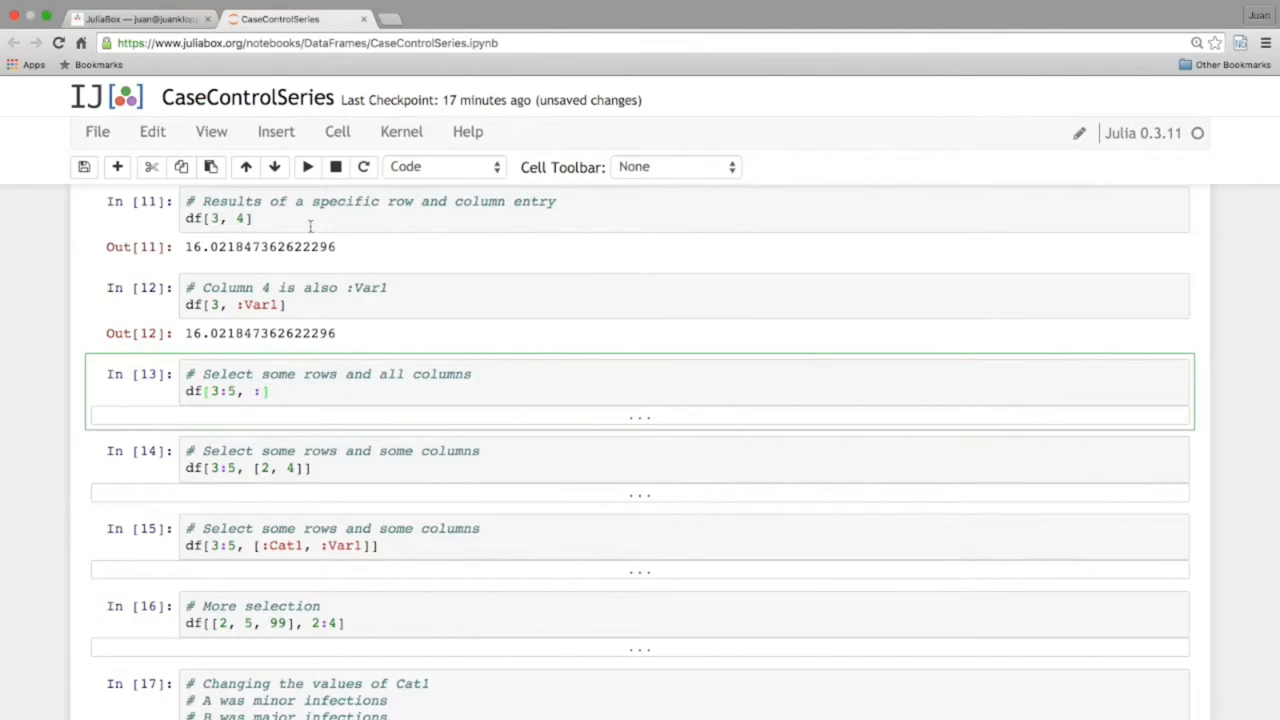 JuliaBox — juan@juanklop
CaseControlSeries
Juan
https://www.juliabox.org/notebooks/DataFrames/CaseControlSeries.ipynb
Apps
Bookmarks
Other Bookmarks
IJ[ ] CaseControlSeries Last Checkpoint: 17 minutes ago (unsaved changes)
File Edit View Insert Cell Kernel Help
Julia 0.3.11
Code
Cell Toolbar: None
In [11]: # Results of a specific row and column entry
df[3, 4]
Out[11]: 16.021847362622296
In [12]: # Column 4 is also :Var1
df[3, :Var1]
Out[12]: 16.021847362622296
In [13]: # Select some rows and all columns
df[3:5, :]
...
In [14]: # Select some rows and some columns
df[3:5, [2, 4]]
...
In [15]: # Select some rows and some columns
df[3:5, [:Cat1, :Var1]]
...
In [16]: # More selection
df[[2, 5, 99], 2:4]
...
In [17]: # Changing the values of Cat1
# A was minor infections
# B was major infections